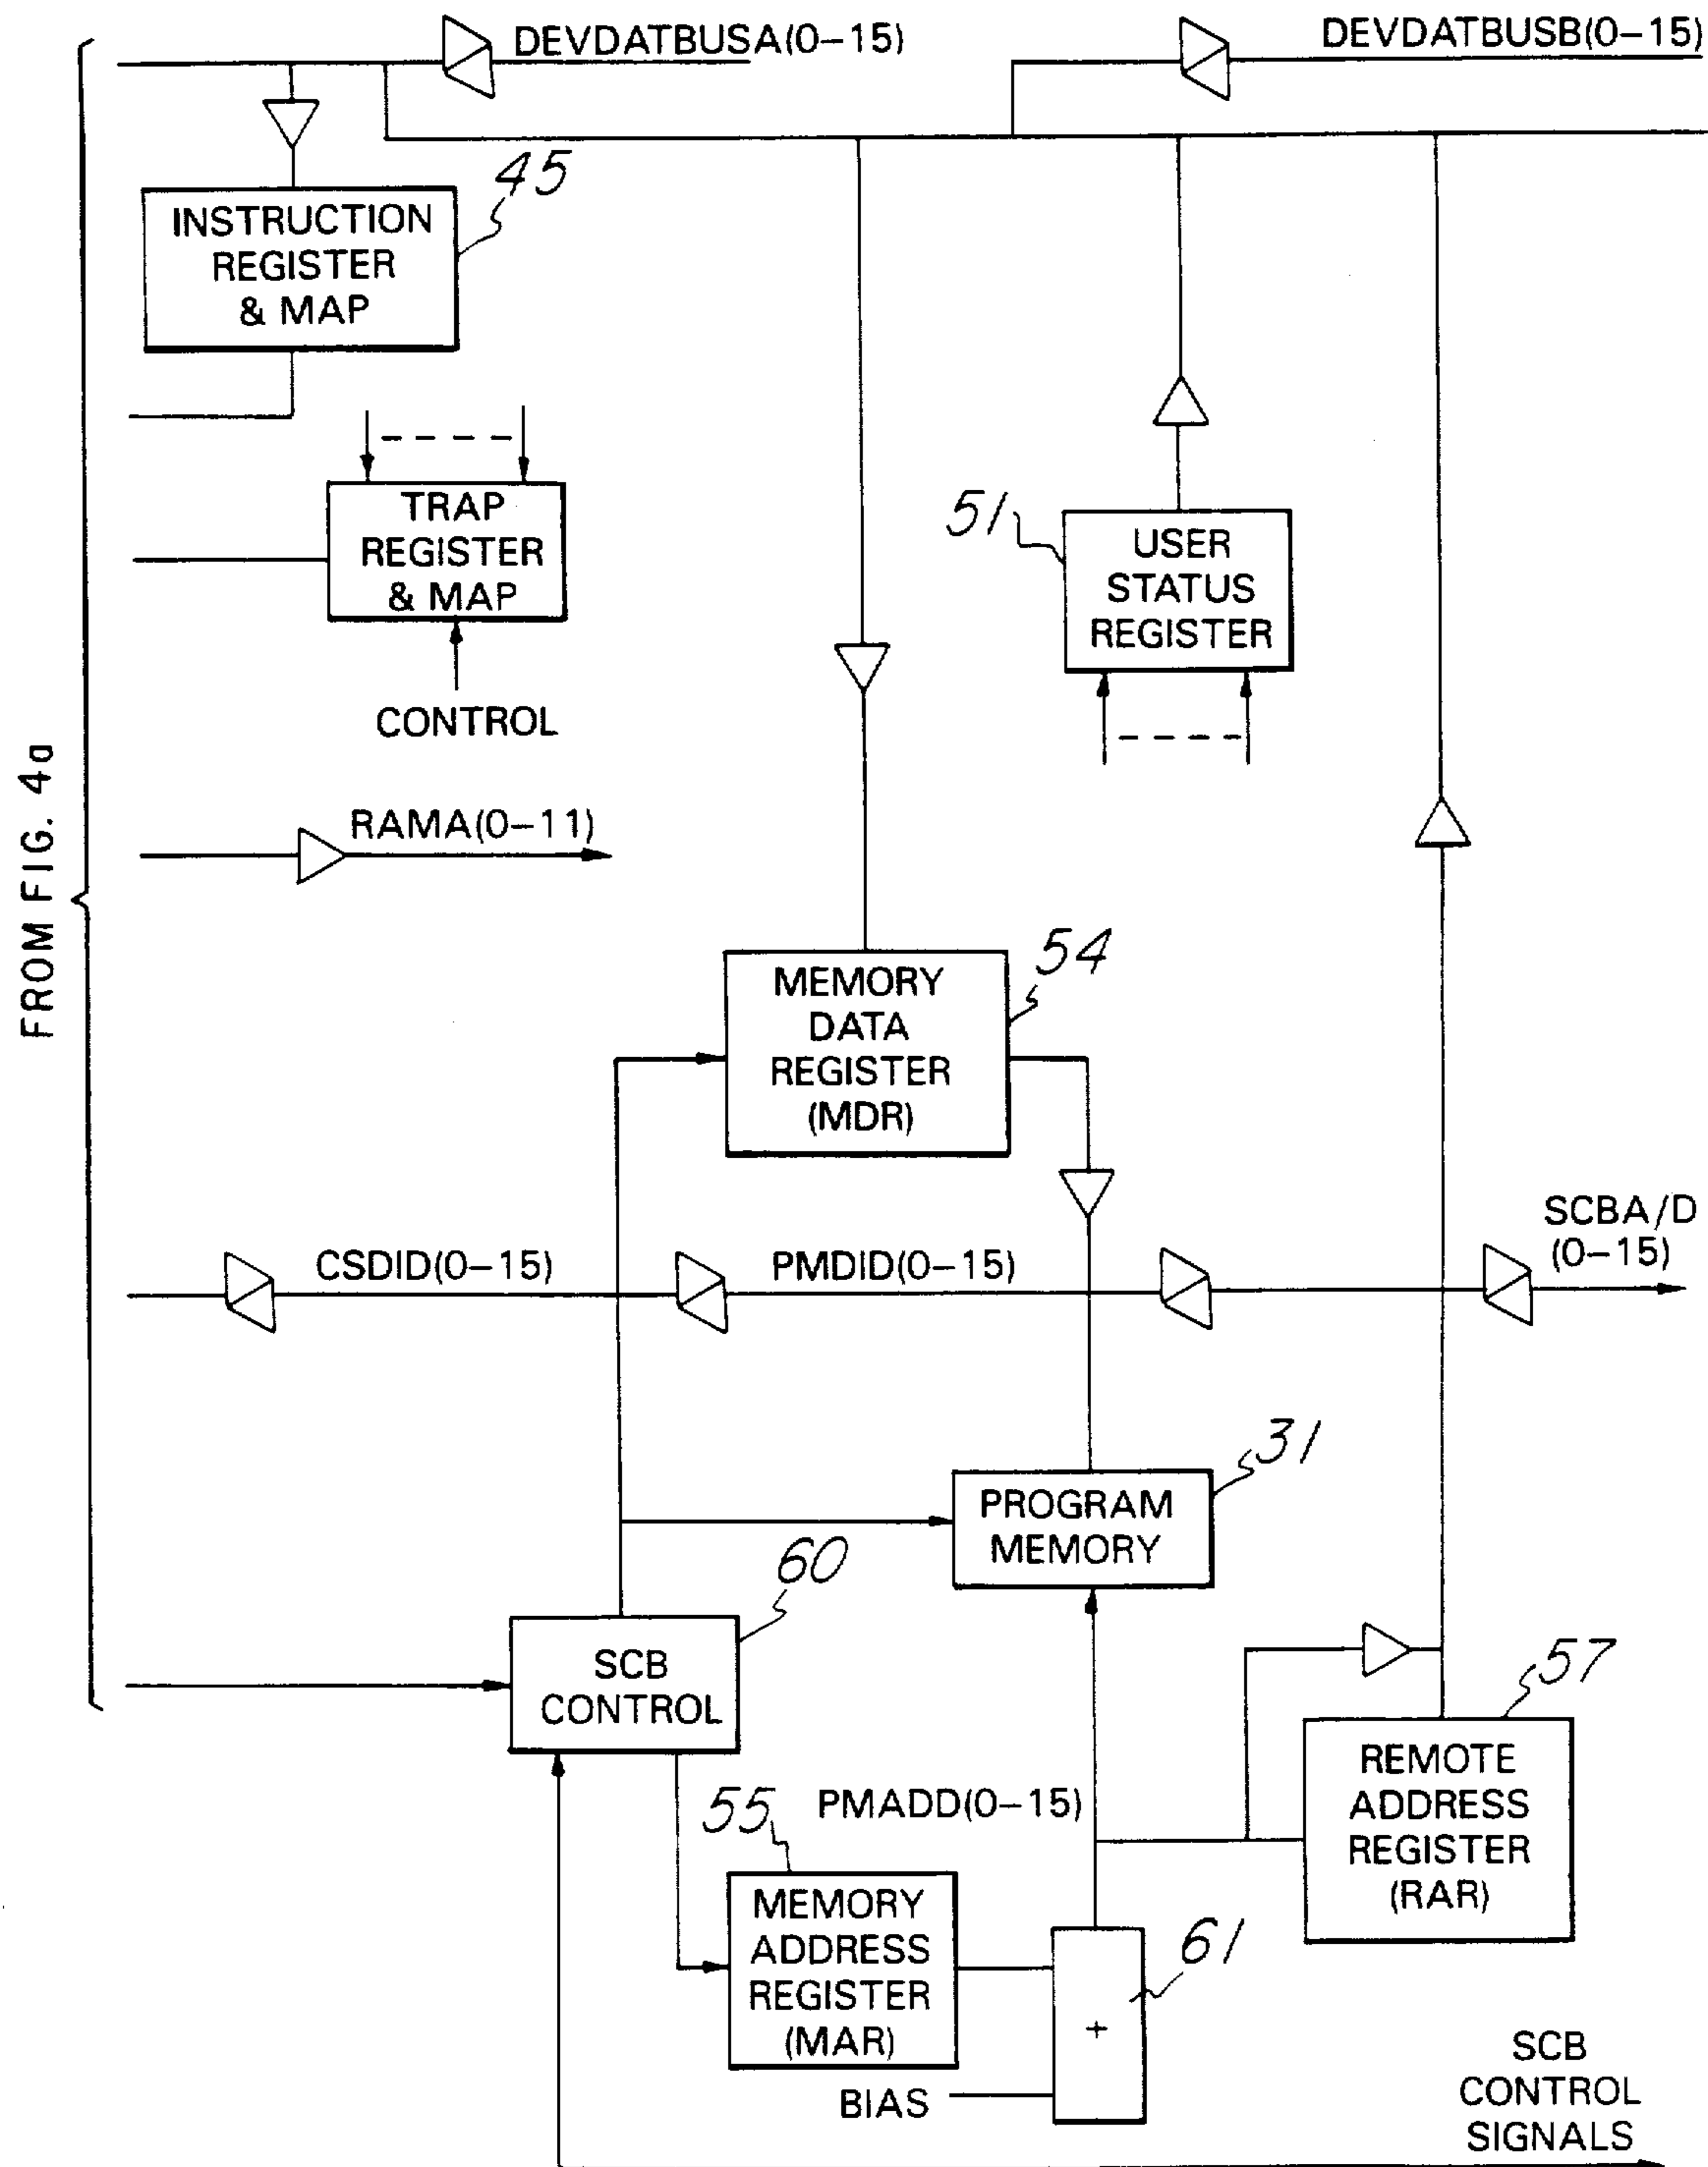 DEVDATBUSA(0–15)
DEVDATBUSB(0–15)
45
INSTRUCTION
REGISTER
& MAP
TRAP
REGISTER
& MAP
CONTROL
51
USER
STATUS
REGISTER
FROM FIG. 4a
RAMA(0–11)
54
MEMORY
DATA
REGISTER
(MDR)
CSDID(0–15)
PMDID(0–15)
SCBA/D
(0–15)
31
PROGRAM
MEMORY
60
SCB
CONTROL
57
REMOTE
ADDRESS
REGISTER
(RAR)
55
PMADD(0–15)
MEMORY
ADDRESS
REGISTER
(MAR)
61
+
BIAS
SCB
CONTROL
SIGNALS